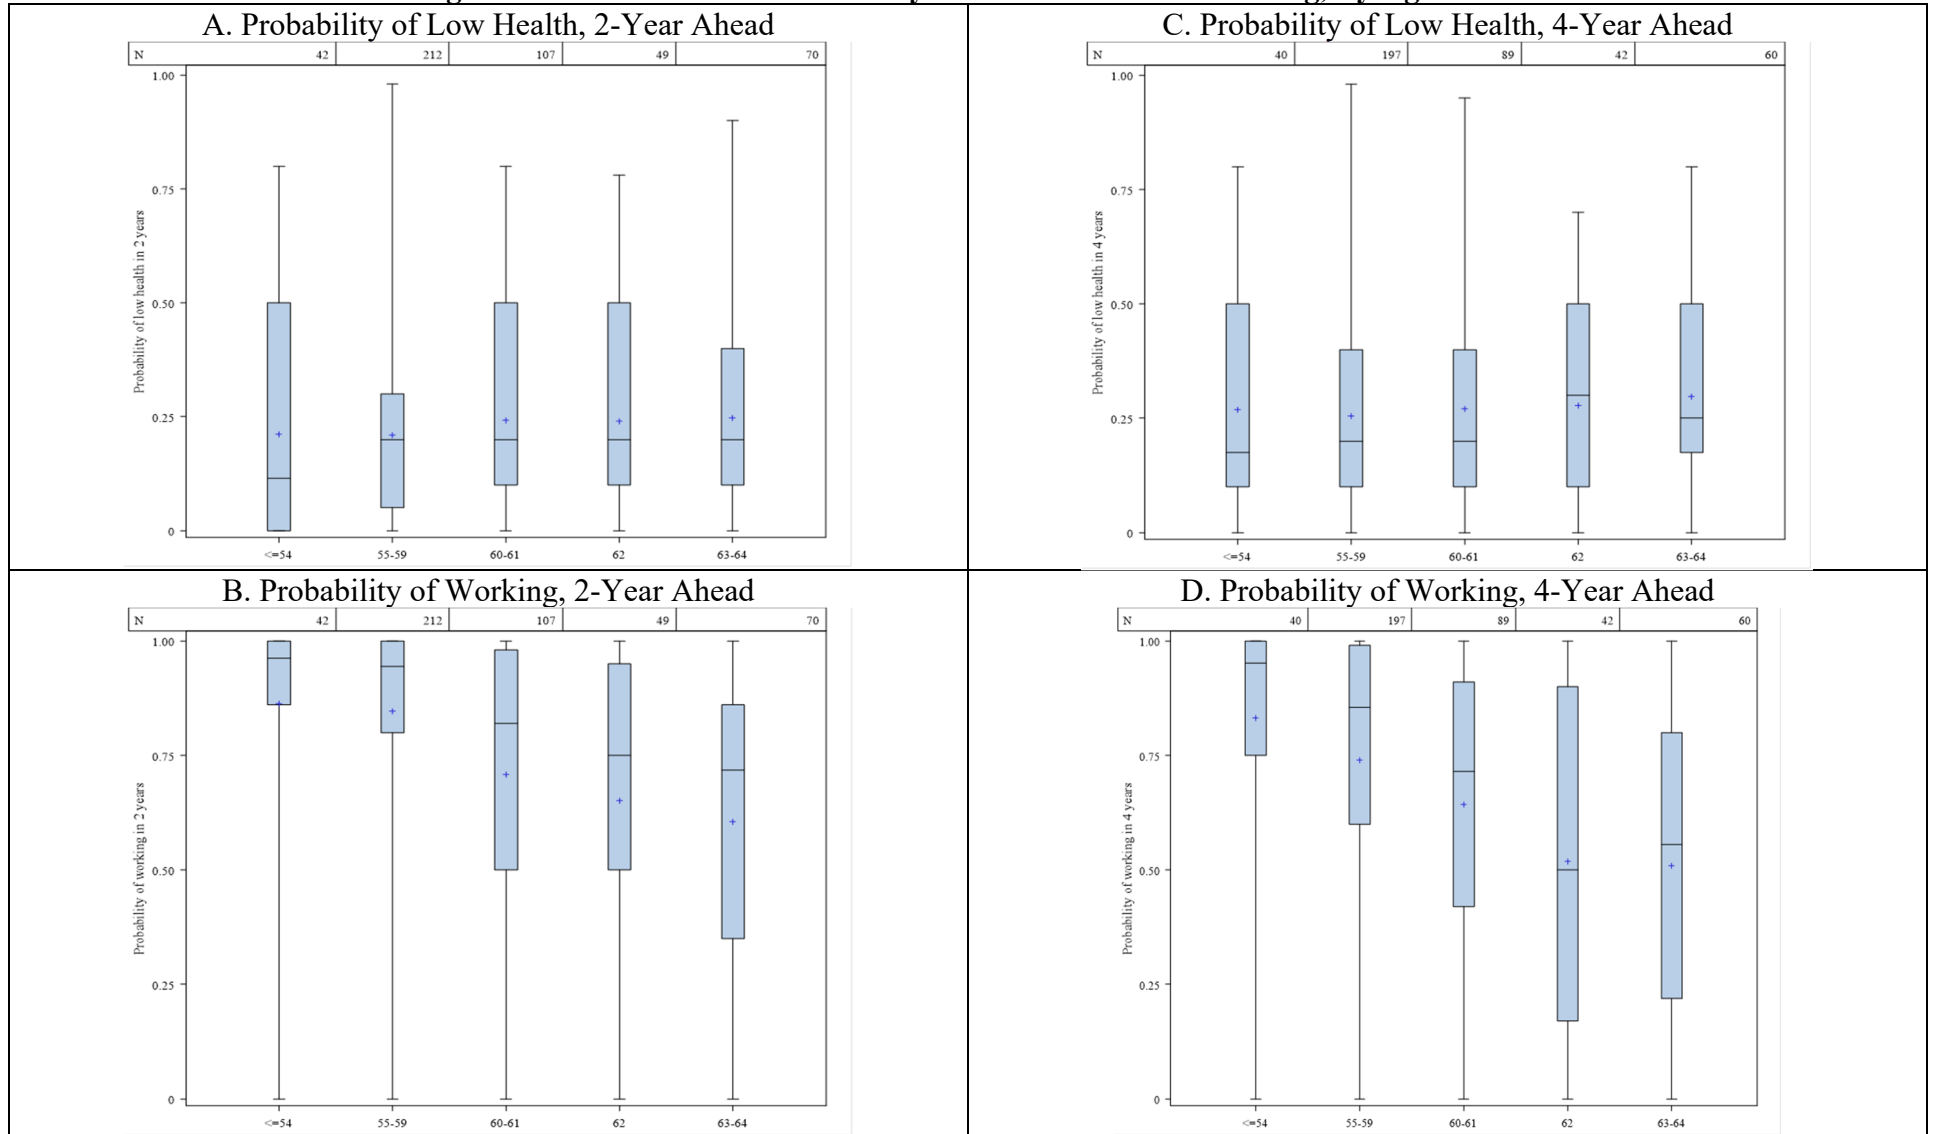 A. Probability of Low Health, 2-Year Ahead
N 42 212 107 49 70
1.00
0.75
0.50
0.25
0
Probability of low health in 2 years
<=54 55-59 60-61 62 63-64
C. Probability of Low Health, 4-Year Ahead
N 40 197 89 42 60
1.00
0.75
0.50
0.25
0
Probability of low health in 4 years
<=54 55-59 60-61 62 63-64
B. Probability of Working, 2-Year Ahead
N 42 212 107 49 70
1.00
0.75
0.50
0.25
0
Probability of working in 2 years
<=54 55-59 60-61 62 63-64
D. Probability of Working, 4-Year Ahead
N 40 197 89 42 60
1.00
0.75
0.50
0.25
0
Probability of working in 4 years
<=54 55-59 60-61 62 63-64